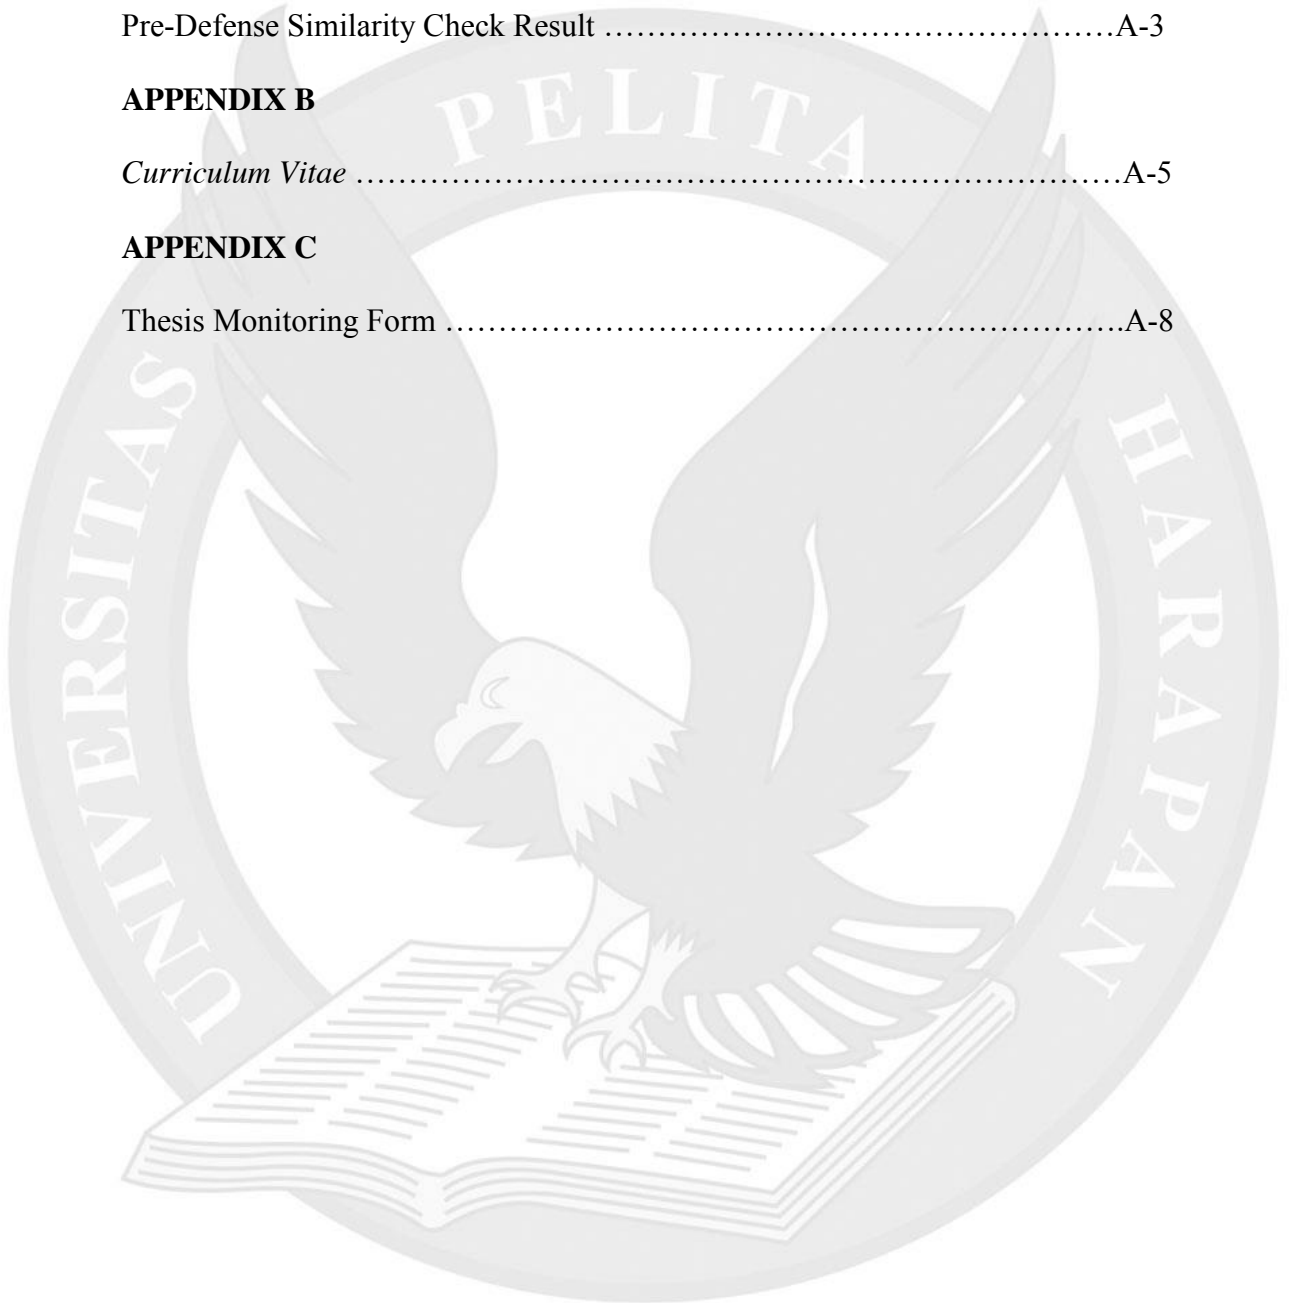 Pre-Defense Similarity Check Result …………………………………………A-3
APPENDIX B
Curriculum Vitae ………………………………………………………………A-5
APPENDIX C
Thesis Monitoring Form ……………………………………………………….A-8
UNIVERSITAS PELITA HARAPAN